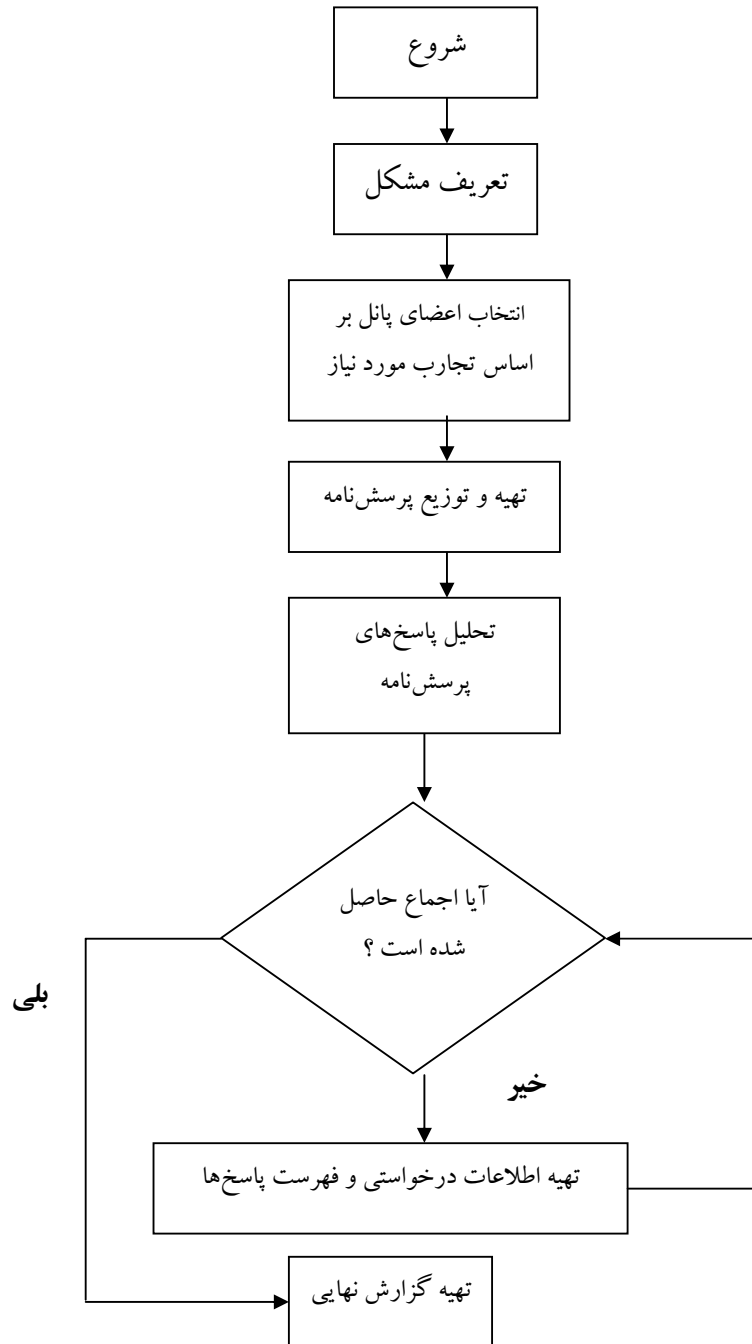 شروع
تعریف مشکل
انتخاب اعضای پانل بر
اساس تجارب مورد نیاز
تهیه و توزیع پرسش‌نامه
تحلیل پاسخ‌های
پرسش‌نامه
آیا اجماع حاصل
شده است ؟
بلی
خیر
تهیه اطلاعات درخواستی و فهرست پاسخ‌ها
تهیه گزارش نهایی